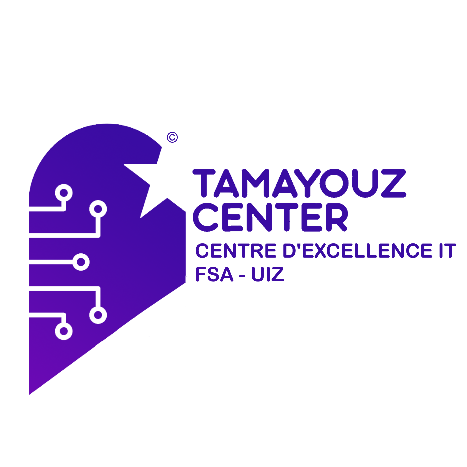 ©
TAMAYOUZ
CENTER
CENTRE D'EXCELLENCE IT
FSA - UIZ